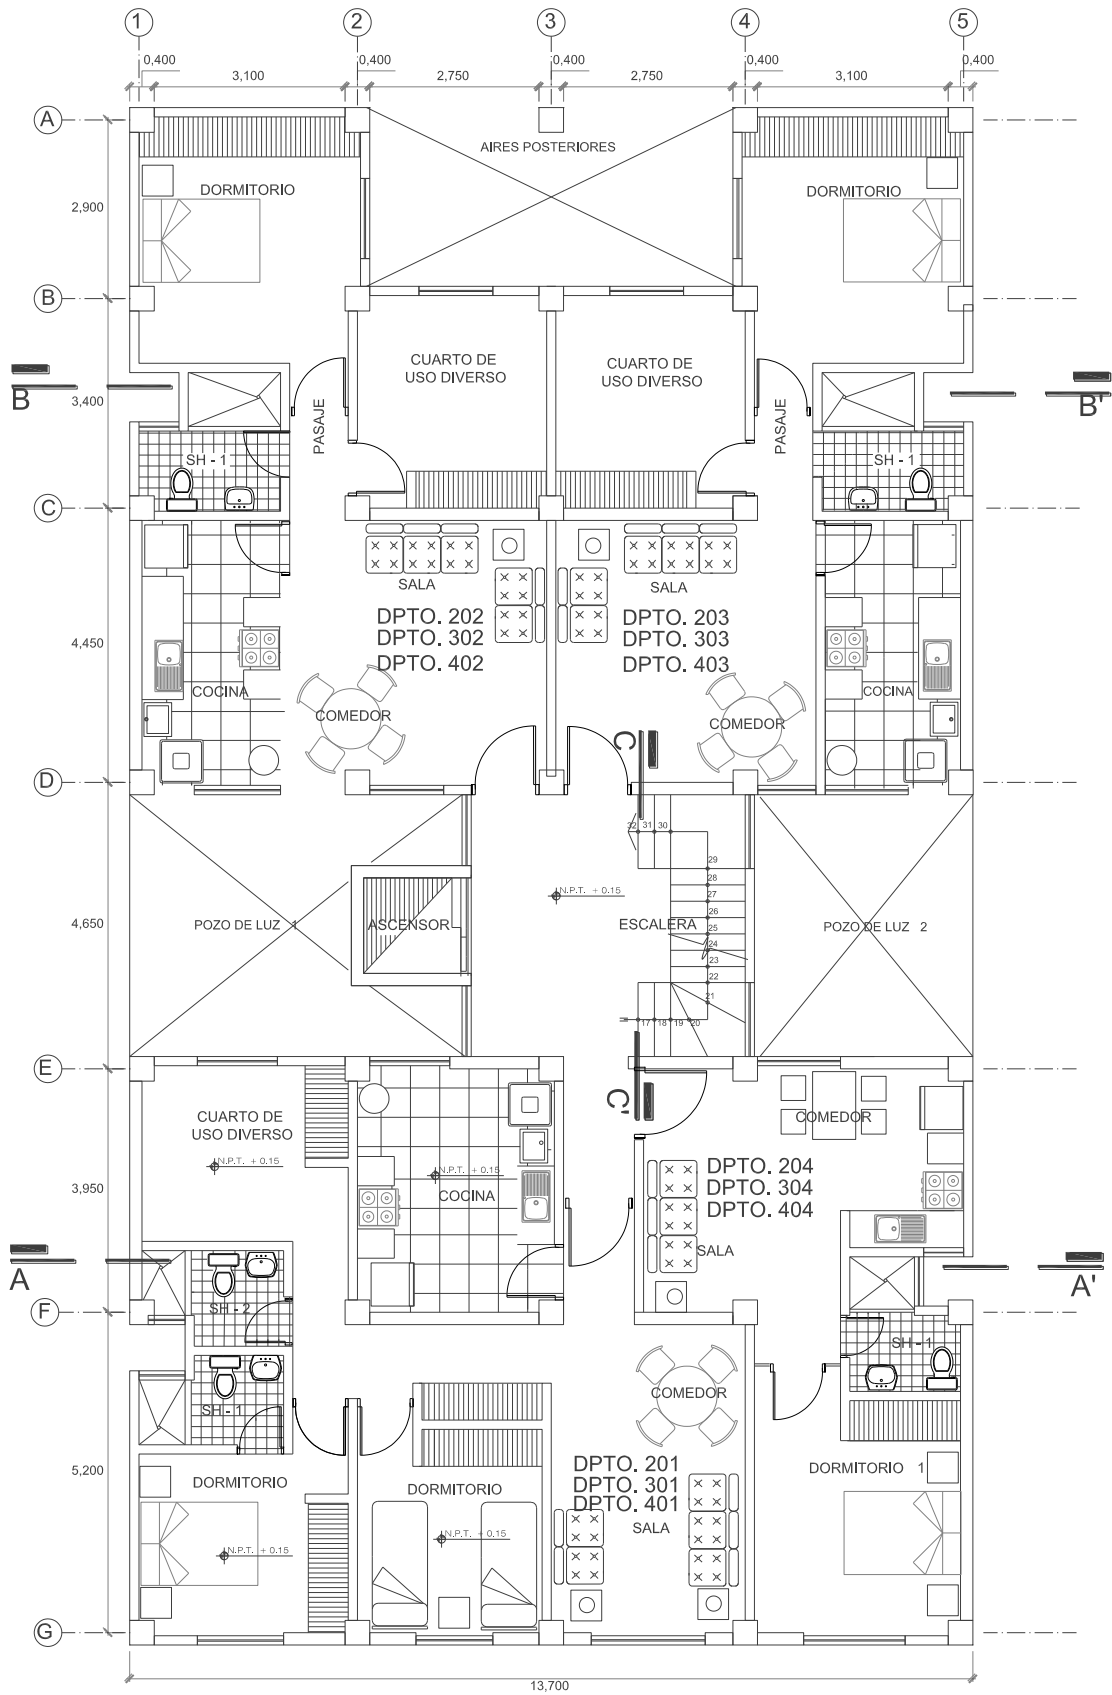 1 2 3 4 5
0,400 0,400 0,400 0,400 0,400
3,100 2,750 2,750 3,100
A
AIRES POSTERIORES
DORMITORIO
DORMITORIO
2,900
B
CUARTO DE
USO DIVERSO
CUARTO DE
USO DIVERSO
B
B'
3,400
PASAJE
PASAJE
SH - 1
SH - 1
C
SALA
SALA
DPTO. 202
DPTO. 302
DPTO. 402
DPTO. 203
DPTO. 303
DPTO. 403
4,450
COCINA
COCINA
COMEDOR
COMEDOR
C
D
32 31 30
29
28
27
26
25
24
23
22
21
17 18 19 20
N.P.T. + 0.15
4,650
POZO DE LUZ 1
ASCENSOR
ESCALERA
POZO DE LUZ 2
E
C'
CUARTO DE
USO DIVERSO
N.P.T. + 0.15
N.P.T. + 0.15
COCINA
COMEDOR
DPTO. 204
DPTO. 304
DPTO. 404
3,950
SALA
A
A'
F
SH - 2
SH - 1
SH - 1
COMEDOR
5,200
DORMITORIO
DORMITORIO
DPTO. 201
DPTO. 301
DPTO. 401
SALA
DORMITORIO 1
N.P.T. + 0.15
N.P.T. + 0.15
G
13,700